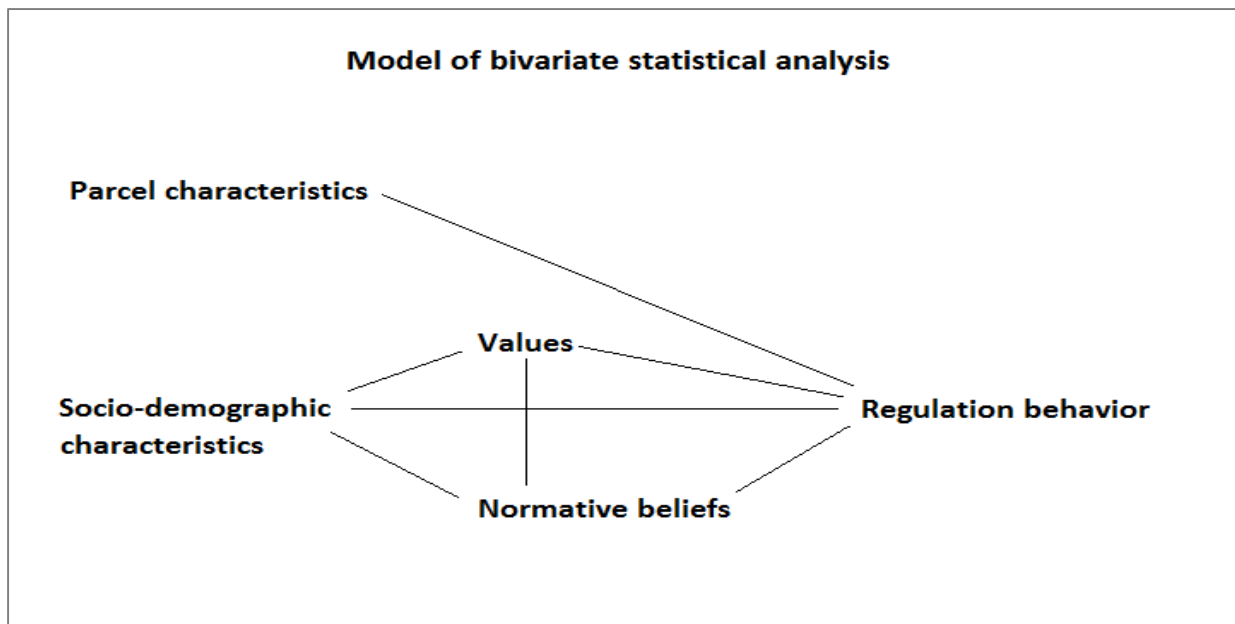 Model of bivariate statistical analysis
Parcel characteristics
Values
Socio-demographic
characteristics
Regulation behavior
Normative beliefs